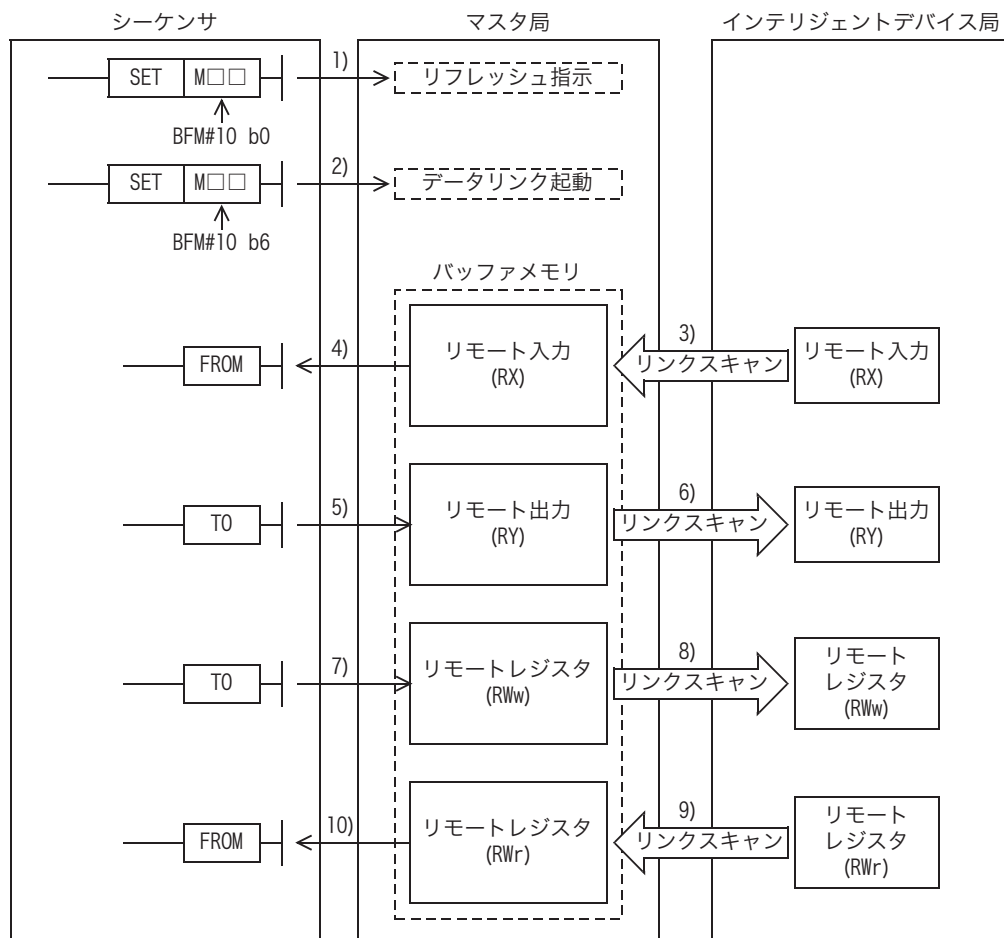 シーケンサ
マスタ局
インテリジェントデバイス局
SET M□□
1)
リフレッシュ指示
BFM#10 b0
SET M□□
2)
データリンク起動
BFM#10 b6
バッファメモリ
FROM
4)
リモート入力
(RX)
3)
リンクスキャン
リモート入力
(RX)
TO
5)
リモート出力
(RY)
6)
リンクスキャン
リモート出力
(RY)
TO
7)
リモートレジスタ
(RWw)
8)
リンクスキャン
リモート
レジスタ
(RWw)
FROM
10)
リモートレジスタ
(RWr)
9)
リンクスキャン
リモート
レジスタ
(RWr)